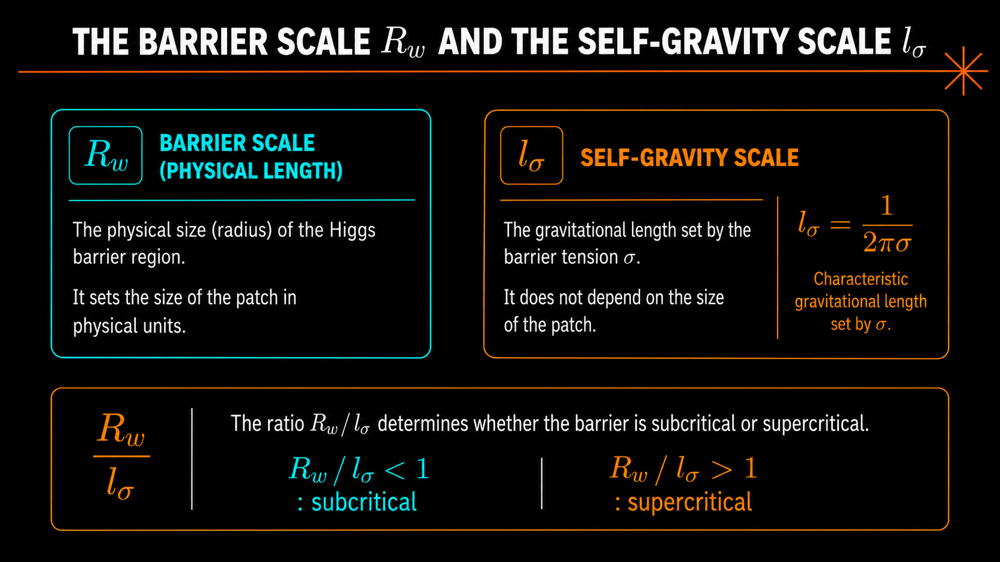 THE BARRIER SCALE R_w AND THE SELF-GRAVITY SCALE l_σ
R_w
BARRIER SCALE
(PHYSICAL LENGTH)
The physical size (radius) of the Higgs
barrier region.
It sets the size of the patch in
physical units.
l_σ
SELF-GRAVITY SCALE
The gravitational length set by the
barrier tension σ.
It does not depend on the size
of the patch.
l_σ = 1/2πσ
Characteristic
gravitational length
set by σ.
R_w/l_σ
The ratio R_w/l_σ determines whether the barrier is subcritical or supercritical.
R_w/l_σ < 1
: subcritical
R_w/l_σ > 1
: supercritical